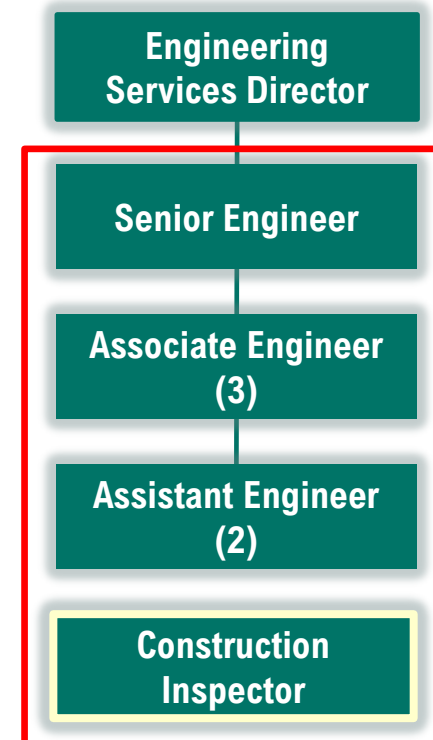 Engineering
Services Director
Senior Engineer
Associate Engineer
(3)
Assistant Engineer
(2)
Construction
Inspector